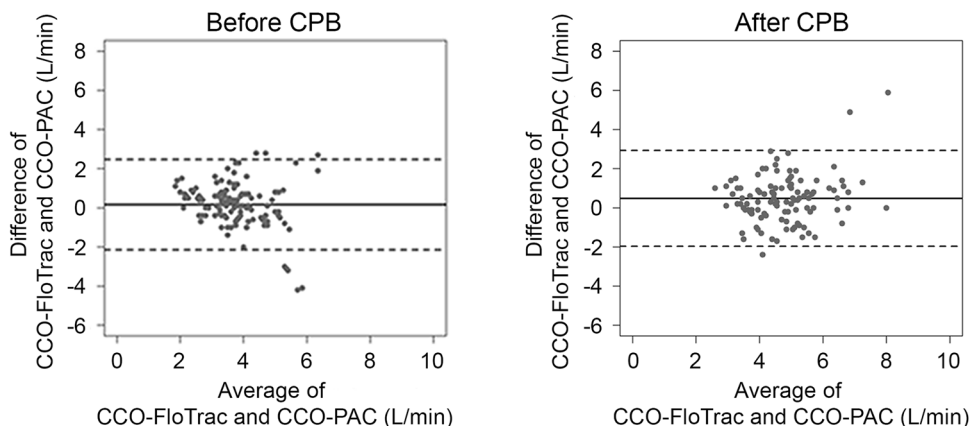 Before CPB
Difference of
CCO-FloTrac and CCO-PAC (L/min)
8
6
4
2
0
-2
-4
-6
0 2 4 6 8 10
Average of
CCO-FloTrac and CCO-PAC (L/min)
After CPB
Difference of
CCO-FloTrac and CCO-PAC (L/min)
8
6
4
2
0
-2
-4
-6
0 2 4 6 8 10
Average of
CCO-FloTrac and CCO-PAC (L/min)